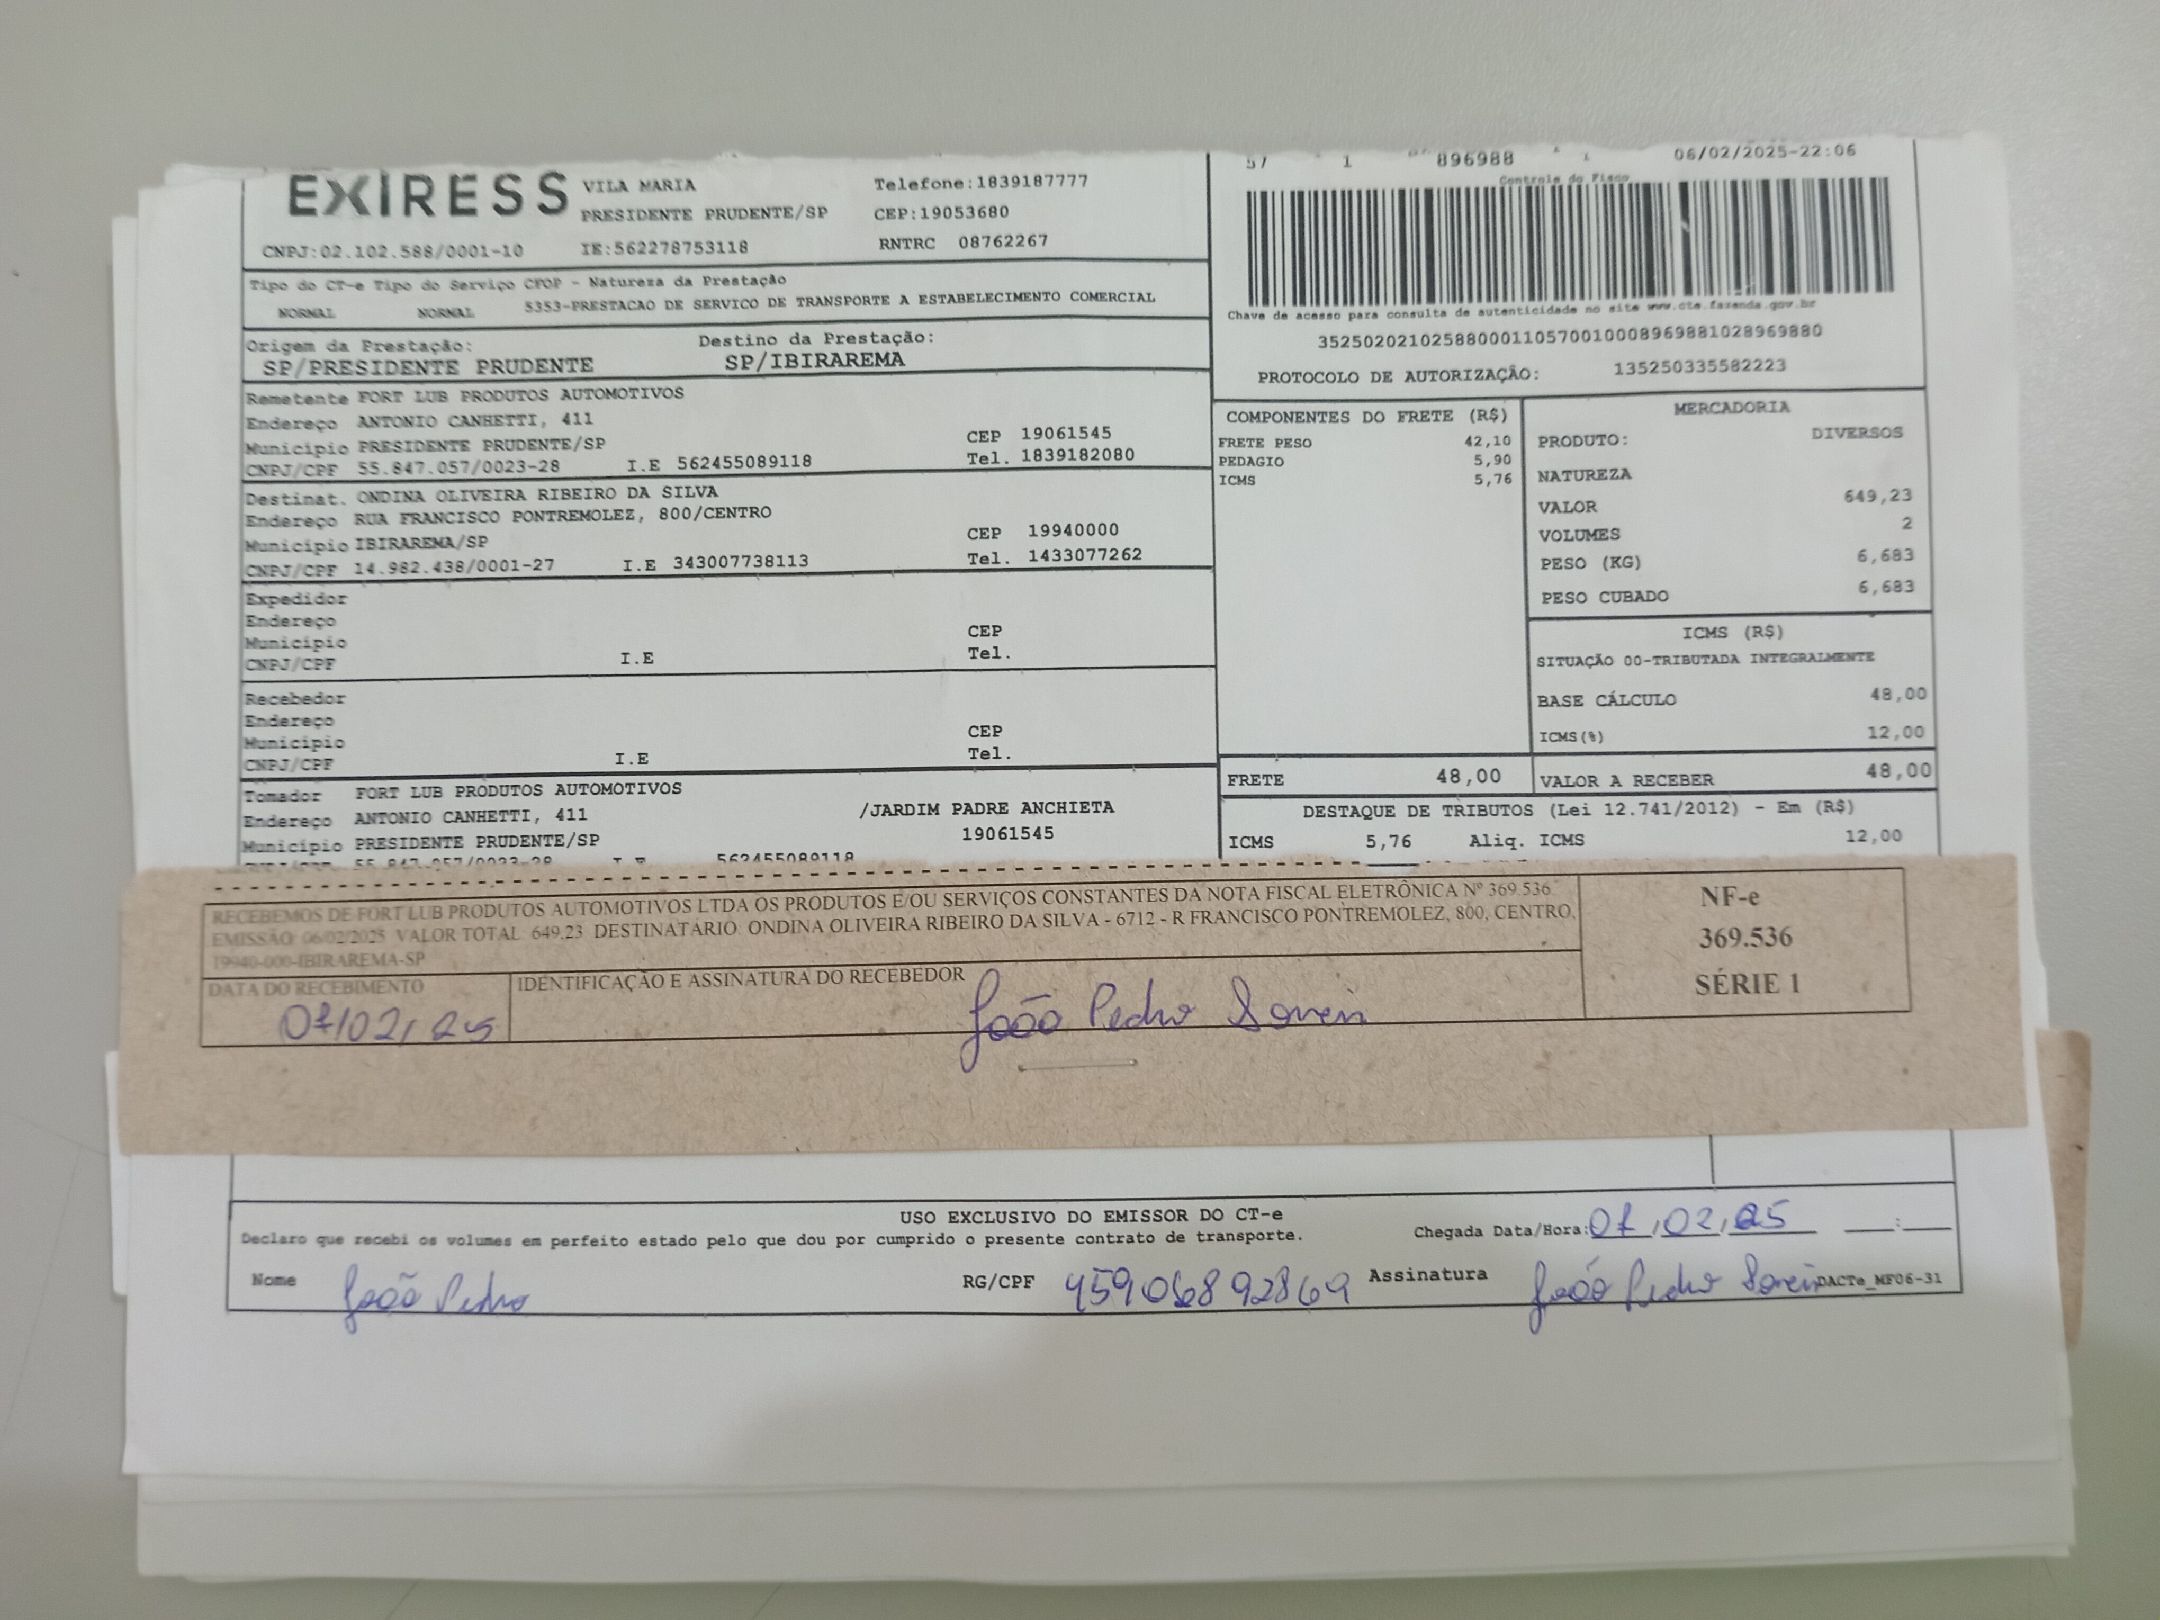 57 1 896988 1 06/02/2025-22:06
EXIRESS VILA MARIA Telefone:1839187777
PRESIDENTE PRUDENTE/SP CEP:19053680
CNPJ:02.102.588/0001-10 IE:562278753118 RNTRC 08762267
Controle do Fisco
Chave de acesso para consulta de autenticidade no site www.cte.fazenda.gov.br
35250202102588000110570010008969881028969880
PROTOCOLO DE AUTORIZAÇÃO: 135250335582223
Tipo do CT-e Tipo do Serviço CFOP - Natureza da Prestação
NORMAL NORMAL 5353-PRESTACAO DE SERVICO DE TRANSPORTE A ESTABELECIMENTO COMERCIAL
Origem da Prestação: Destino da Prestação:
SP/PRESIDENTE PRUDENTE SP/IBIRAREMA
Remetente FORT LUB PRODUTOS AUTOMOTIVOS
Endereço ANTONIO CANHETTI, 411
Município PRESIDENTE PRUDENTE/SP CEP 19061545
CNPJ/CPF 55.847.057/0023-28 I.E 562455089118 Tel. 1839182080
Destinat. ONDINA OLIVEIRA RIBEIRO DA SILVA
Endereço RUA FRANCISCO PONTREMOLEZ, 800/CENTRO
Município IBIRAREMA/SP CEP 19940000
CNPJ/CPF 14.982.438/0001-27 I.E 343007738113 Tel. 1433077262
Expedidor
Endereço
Município CEP
CNPJ/CPF I.E Tel.
Recebedor
Endereço
Município CEP
CNPJ/CPF I.E Tel.
Tomador FORT LUB PRODUTOS AUTOMOTIVOS
Endereço ANTONIO CANHETTI, 411 /JARDIM PADRE ANCHIETA
Município PRESIDENTE PRUDENTE/SP 19061545
CNPJ/CPF 55.847.057/0023-28 I.E 562455089118
COMPONENTES DO FRETE (R$)
FRETE PESO 42,10
PEDAGIO 5,90
ICMS 5,76
MERCADORIA
PRODUTO: DIVERSOS
NATUREZA
VALOR 649,23
VOLUMES 2
PESO (KG) 6,683
PESO CUBADO 6,683
ICMS (R$)
SITUAÇÃO 00-TRIBUTADA INTEGRALMENTE
BASE CÁLCULO 48,00
ICMS(%) 12,00
FRETE 48,00 VALOR A RECEBER 48,00
DESTAQUE DE TRIBUTOS (Lei 12.741/2012) - Em (R$)
ICMS 5,76 Aliq. ICMS 12,00
RECEBEMOS DE FORT LUB PRODUTOS AUTOMOTIVOS LTDA OS PRODUTOS E/OU SERVIÇOS CONSTANTES DA NOTA FISCAL ELETRÔNICA Nº 369.536
EMISSÃO: 06/02/2025 VALOR TOTAL: 649,23 DESTINATÁRIO: ONDINA OLIVEIRA RIBEIRO DA SILVA - 6712 - R FRANCISCO PONTREMOLEZ, 800, CENTRO,
19940-000-IBIRAREMA-SP
DATA DO RECEBIMENTO IDENTIFICAÇÃO E ASSINATURA DO RECEBEDOR
07/02/25 João Pedro
NF-e
369.536
SÉRIE 1
USO EXCLUSIVO DO EMISSOR DO CT-e
Declaro que recebi os volumes em perfeito estado pelo que dou por cumprido o presente contrato de transporte. Chegada Data/Hora: 07/02/25 :
Nome João Pedro RG/CPF 45906892869 Assinatura João Pedro DACTe_MF06-31